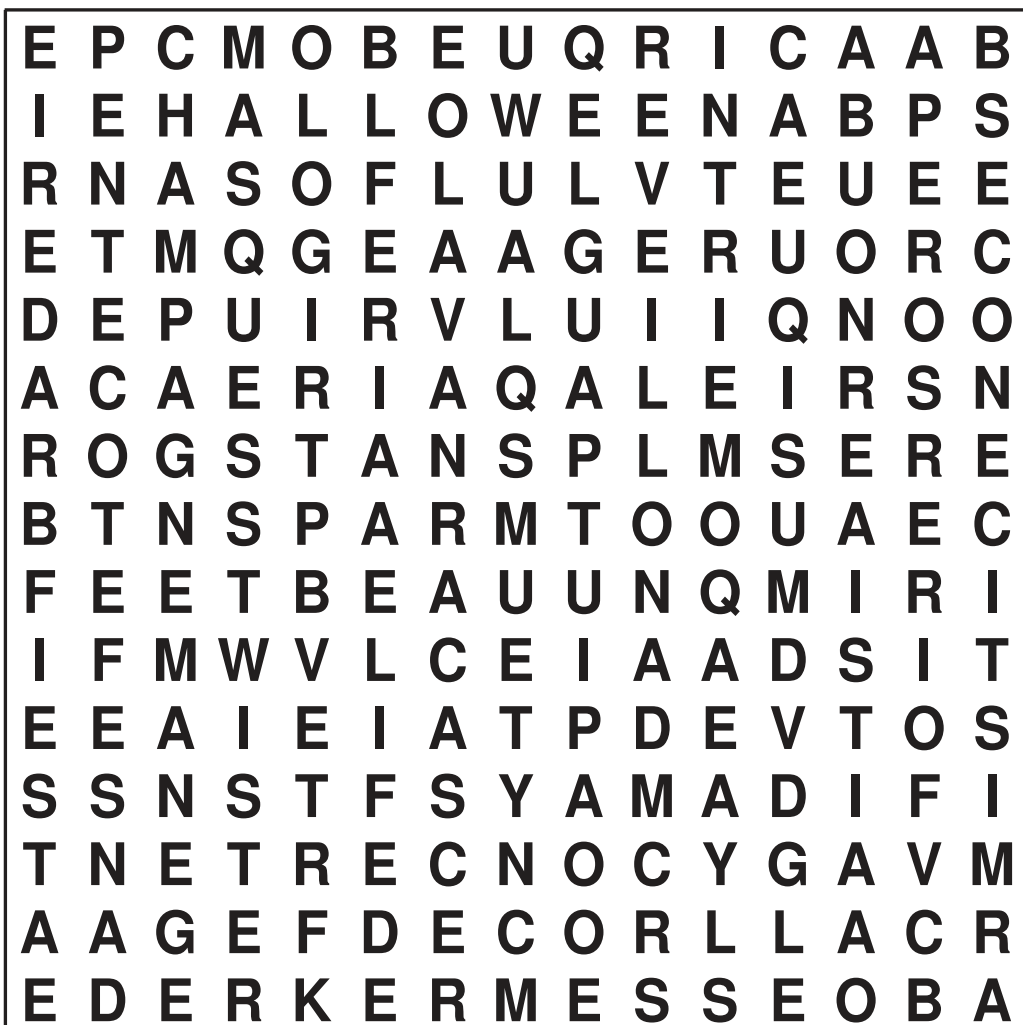 E P C M O B E U Q R I C A A B
I E H A L L O W E E N A B P S
R N A S O F L U L V T E U E E
E T M Q G E A A G E R U O R C
D E P U I R V L U I I Q N O O
A C A E R I A Q A L E I R S N
R O G S T A N S P L M S E R E
B T N S P A R M T O O U A E C
F E E T B E A U U N Q M I R I
I F M W V L C E I A A D S I T
E E A I E I A T P D E V T O S
S S N S T F S Y A M A D I F I
T N E T R E C N O C Y G A V M
A A G E F D E C O R L L A C R
E D E R K E R M E S S E O B A